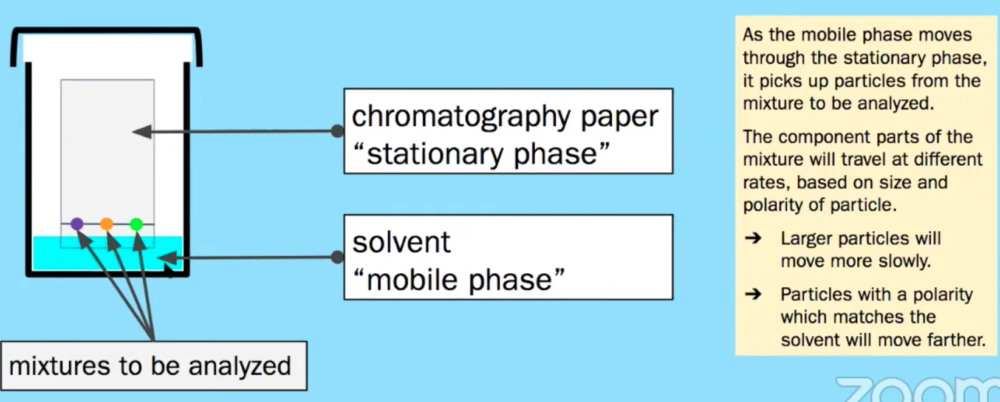 chromatography paper
“stationary phase”
solvent
“mobile phase”
mixtures to be analyzed
As the mobile phase moves
through the stationary phase,
it picks up particles from the
mixture to be analyzed.
The component parts of the
mixture will travel at different
rates, based on size and
polarity of particle.
➔ Larger particles will
move more slowly.
➔ Particles with a polarity
which matches the
solvent will move farther.
zoom